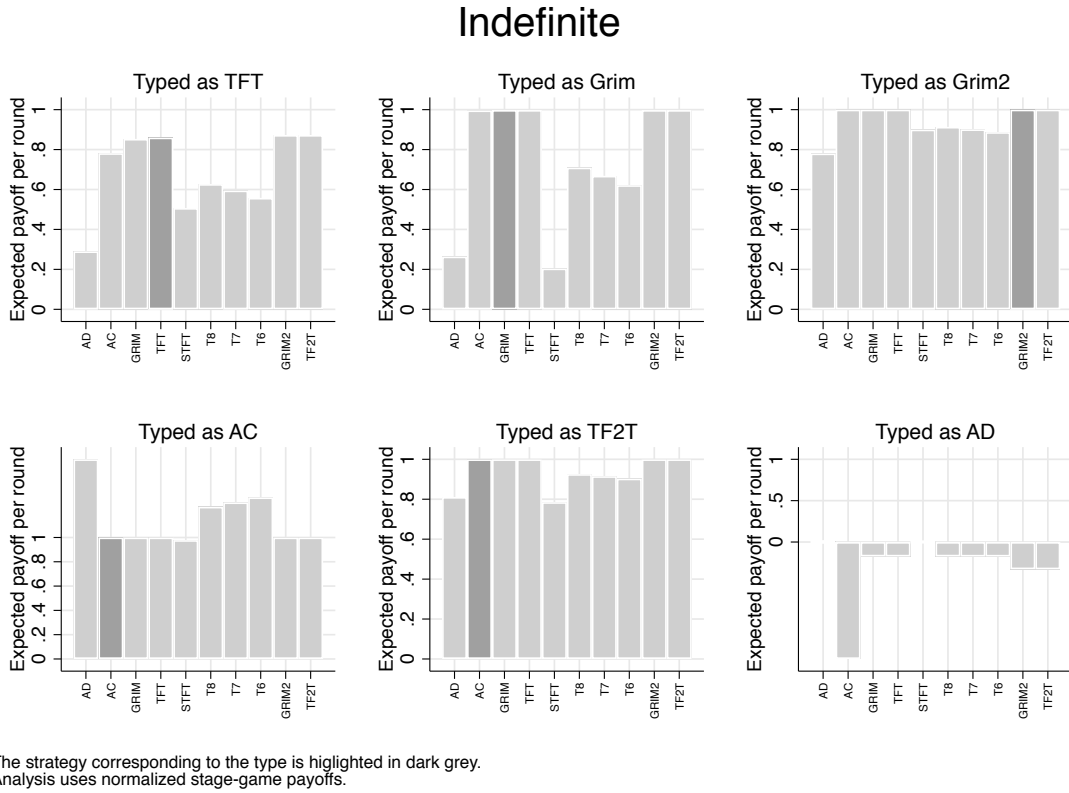 Indefinite
Typed as TFT
Expected payoff per round
0 .2 .4 .6 .8 1
AD AC GRIM TFT STFT T8 T7 T6 GRIM2 TF2T
Typed as Grim
Expected payoff per round
0 .2 .4 .6 .8 1
AD AC GRIM TFT STFT T8 T7 T6 GRIM2 TF2T
Typed as Grim2
Expected payoff per round
0 .2 .4 .6 .8 1
AD AC GRIM TFT STFT T8 T7 T6 GRIM2 TF2T
Typed as AC
Expected payoff per round
0 .2 .4 .6 .8 1
AD AC GRIM TFT STFT T8 T7 T6 GRIM2 TF2T
Typed as TF2T
Expected payoff per round
0 .2 .4 .6 .8 1
AD AC GRIM TFT STFT T8 T7 T6 GRIM2 TF2T
Typed as AD
Expected payoff per round
0 .5 1
AD AC GRIM TFT STFT T8 T7 T6 GRIM2 TF2T
The strategy corresponding to the type is higlighted in dark grey.
Analysis uses normalized stage-game payoffs.